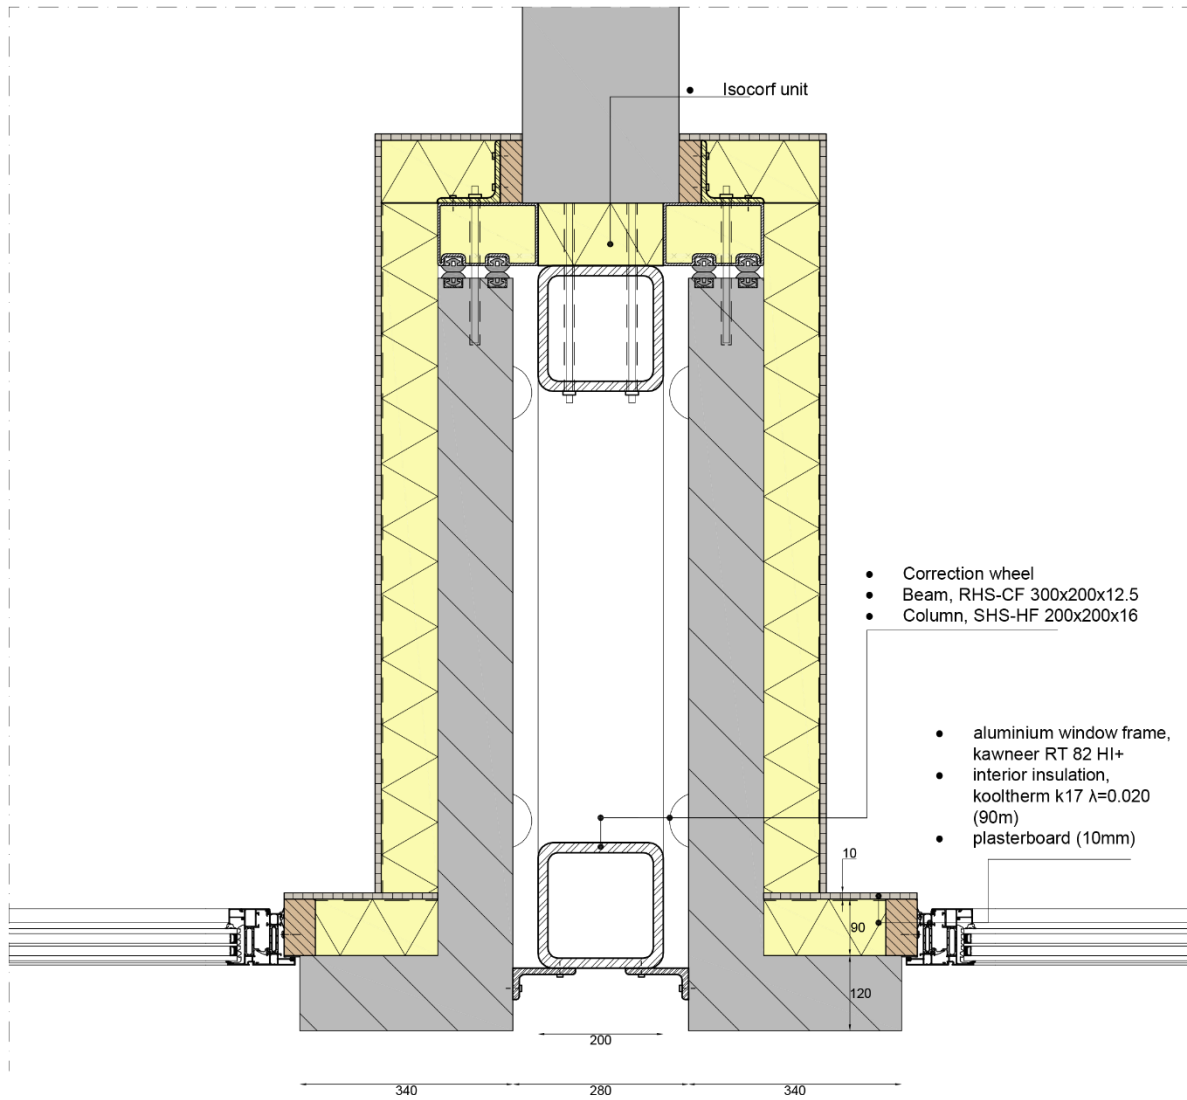 Isocorf unit
Correction wheel
Beam, RHS-CF 300x200x12.5
Column, SHS-HF 200x200x16
aluminium window frame,
kawneer RT 82 HI+
interior insulation,
kooltherm k17 λ=0.020
(90m)
plasterboard (10mm)
10
90
120
200
340
280
340